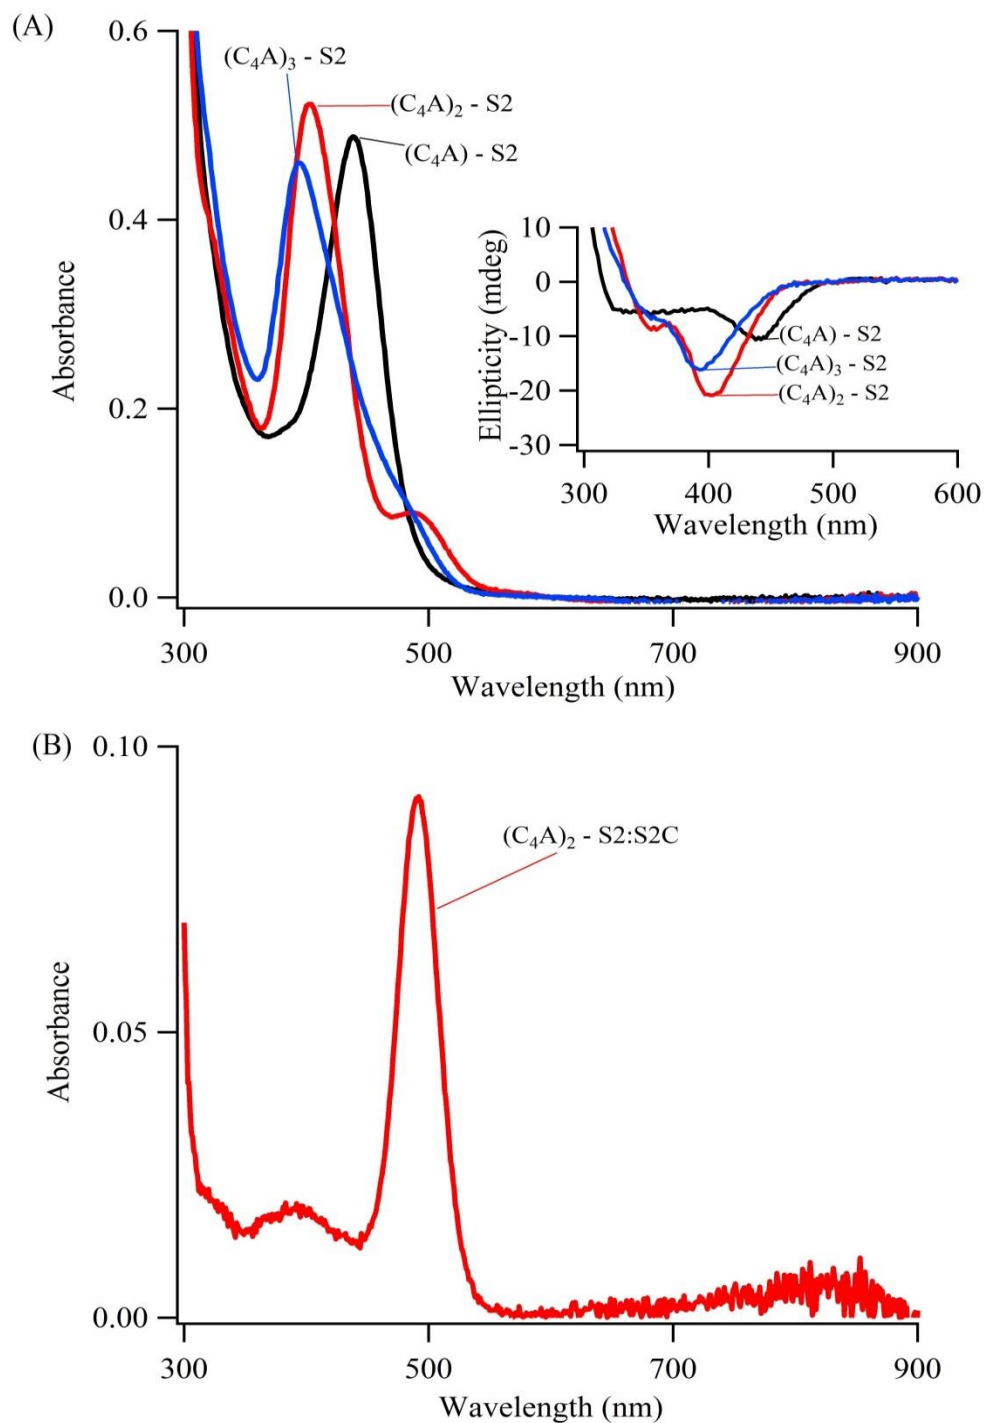 (A)
0.6
0.4
0.2
0.0
Absorbance
(C₄A)₃ - S2
(C₄A)₂ - S2
(C₄A) - S2
300
500
700
900
Wavelength (nm)
10
0
-10
-20
-30
Ellipticity (mdeg)
(C₄A) - S2
(C₄A)₃ - S2
(C₄A)₂ - S2
300
400
500
600
Wavelength (nm)
(B)
0.10
0.05
0.00
Absorbance
(C₄A)₂ - S2:S2C
300
500
700
900
Wavelength (nm)